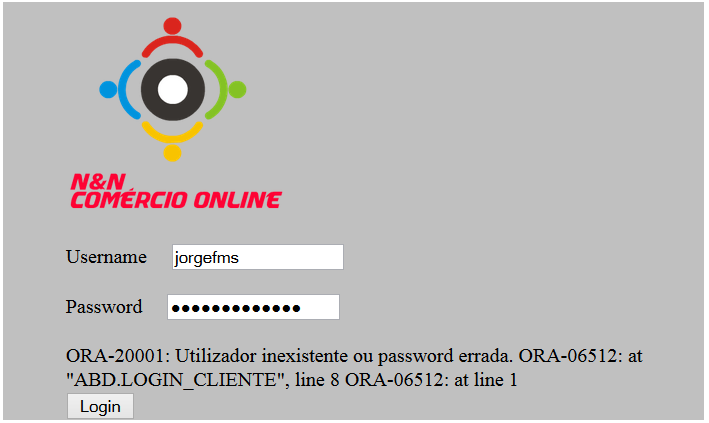 N&N
COMÉRCIO ONLINE
Username jorgefms
Password •••••••••••••
ORA-20001: Utilizador inexistente ou password errada. ORA-06512: at
"ABD.LOGIN_CLIENTE", line 8 ORA-06512: at line 1
Login